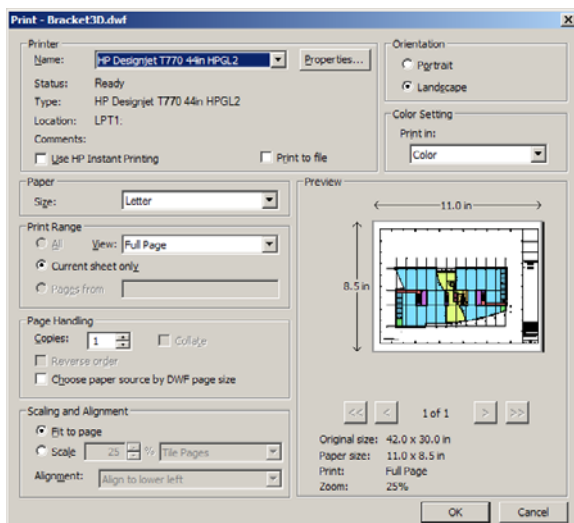 Print - Bracket3D.dwf
Printer
Name: HP Designjet T770 44in HPGL2 Properties...
Status: Ready
Type: HP Designjet T770 44in HPGL2
Location: LPT1:
Comments:
Use HP Instant Printing Print to file
Orientation
Portrait
Landscape
Color Setting
Print in:
Color
Paper
Size: Letter
Print Range
All View: Full Page
Current sheet only
Pages from
Page Handling
Copies: 1 Collate
Reverse order
Choose paper source by DWF page size
Scaling and Alignment
Fit to page
Scale 25 % Tile Pages
Alignment: Align to lower left
Preview
11.0 in
8.5 in
<< < 1 of 1 > >>
Original size: 42.0 x 30.0 in
Paper size: 11.0 x 8.5 in
Print: Full Page
Zoom: 25%
OK Cancel